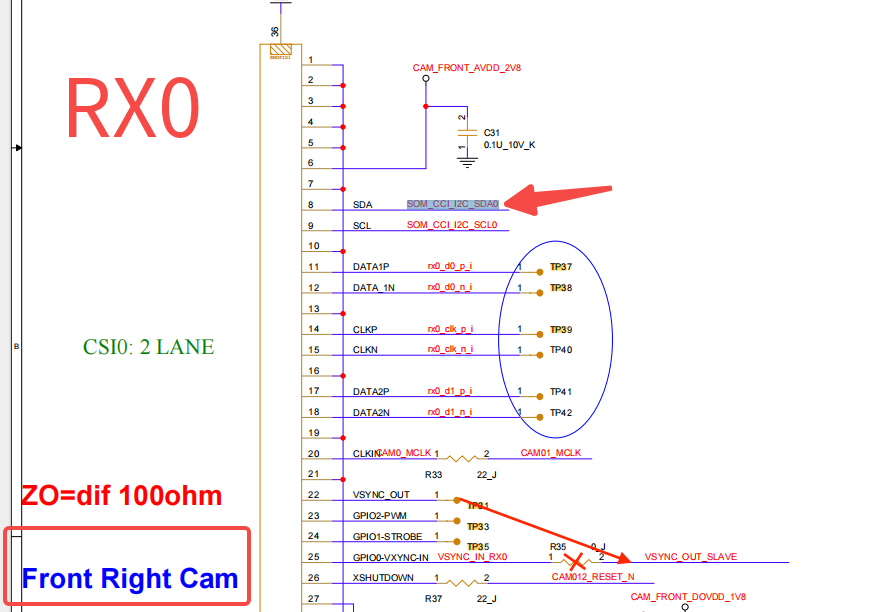 36
RX0
1
CAM_FRONT_AVDD_2V8
2
3
4
2
C31
5
1
0.1U_10V_K
6
7
8 SDA SOM_CCI_I2C_SDA0
9 SCL SOM_CCI_I2C_SCL0
10
11 DATA1P rx0_d0_p_i 1 TP37
12 DATA_1N rx0_d0_n_i 1 TP38
13
14 CLKP rx0_clk_p_i 1 TP39
B
CSI0: 2 LANE
15 CLKN rx0_clk_n_i 1 TP40
16
17 DATA2P rx0_d1_p_i 1 TP41
18 DATA2N rx0_d1_n_i 1 TP42
19
20 CLKIN CAM0_MCLK 1 2 CAM01_MCLK
21
R33 22_J
ZO=dif 100ohm
22 VSYNC_OUT 1
23 GPIO2-PWM 1
TP33
24 GPIO1-STROBE 1
TP35
R35
25 GPIO0-VXYNC-IN VSYNC_IN_RX0 1 2 VSYNC_OUT_SLAVE
Front Right Cam
26 XSHUTDOWN 1 2 CAM012_RESET_N
27
R37 22_J
CAM_FRONT_DOVDD_1V8